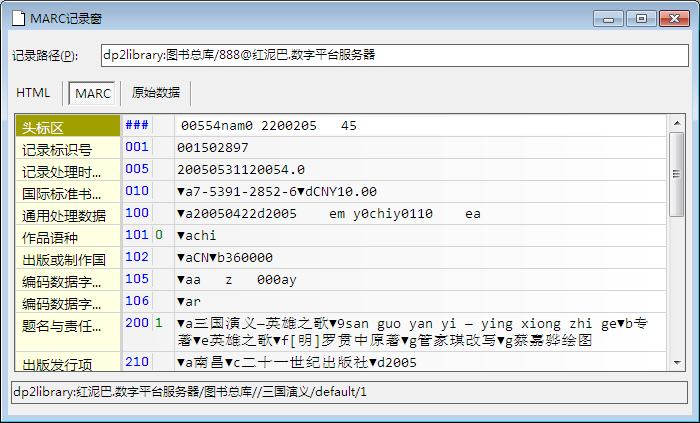 MARC记录窗
记录路径(P): dp2library:图书总库/888@红泥巴.数字平台服务器
HTML MARC 原始数据
头标区 ### 00554nam0 2200205   45
记录标识号 001 001502897
记录处理时... 005 20050531120054.0
国际标准书... 010 ▼a7-5391-2852-6▼dCNY10.00
通用处理数据 100 ▼a20050422d2005    em y0chiy0110    ea
作品语种 101 0 ▼achi
出版或制作国 102 ▼aCN▼b360000
编码数据字... 105 ▼aa   z   000ay
编码数据字... 106 ▼ar
题名与责任... 200 1 ▼a三国演义—英雄之歌▼9san guo yan yi — ying xiong zhi ge▼b专
著▼e英雄之歌▼f[明]罗贯中原著▼g管家琪改写▼g蔡嘉骅绘图
出版发行项 210 ▼a南昌▼c二十一世纪出版社▼d2005
dp2library:红泥巴.数字平台服务器/图书总库//三国演义/default/1